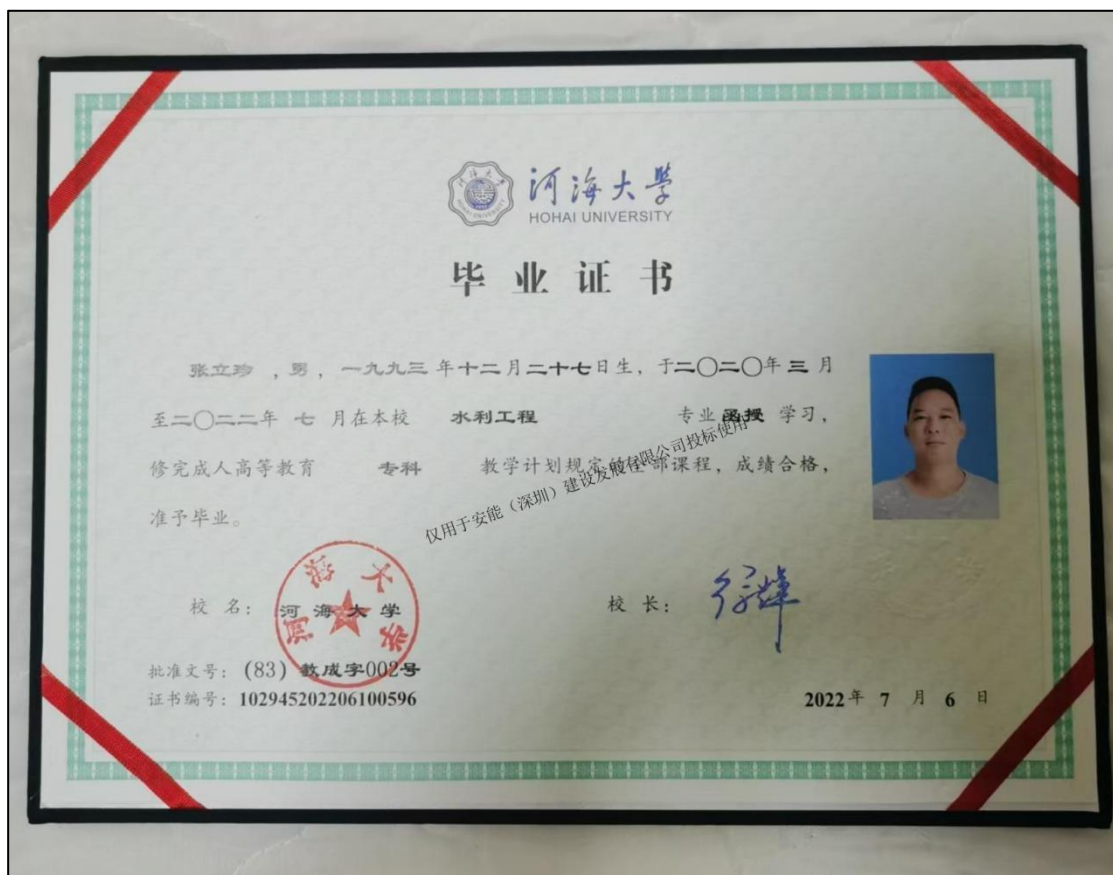 河海大學
HOHAI UNIVERSITY
毕业证书
张立珍 ，男，一九九三年十二月二十七日生，于二〇二〇年三月
至二〇二二年 七 月在本校 水利工程 专业 函授 学习，
修完成人高等教育 专科 教学计划规定的全部课程，成绩合格，
准予毕业。
仅用于安能（深圳）建设发展有限公司投标使用
校 名：河海大学
校 长：
批准文号：(83) 教成字002号
证书编号：102945202206100596
2022年 7 月 6 日
河海大学